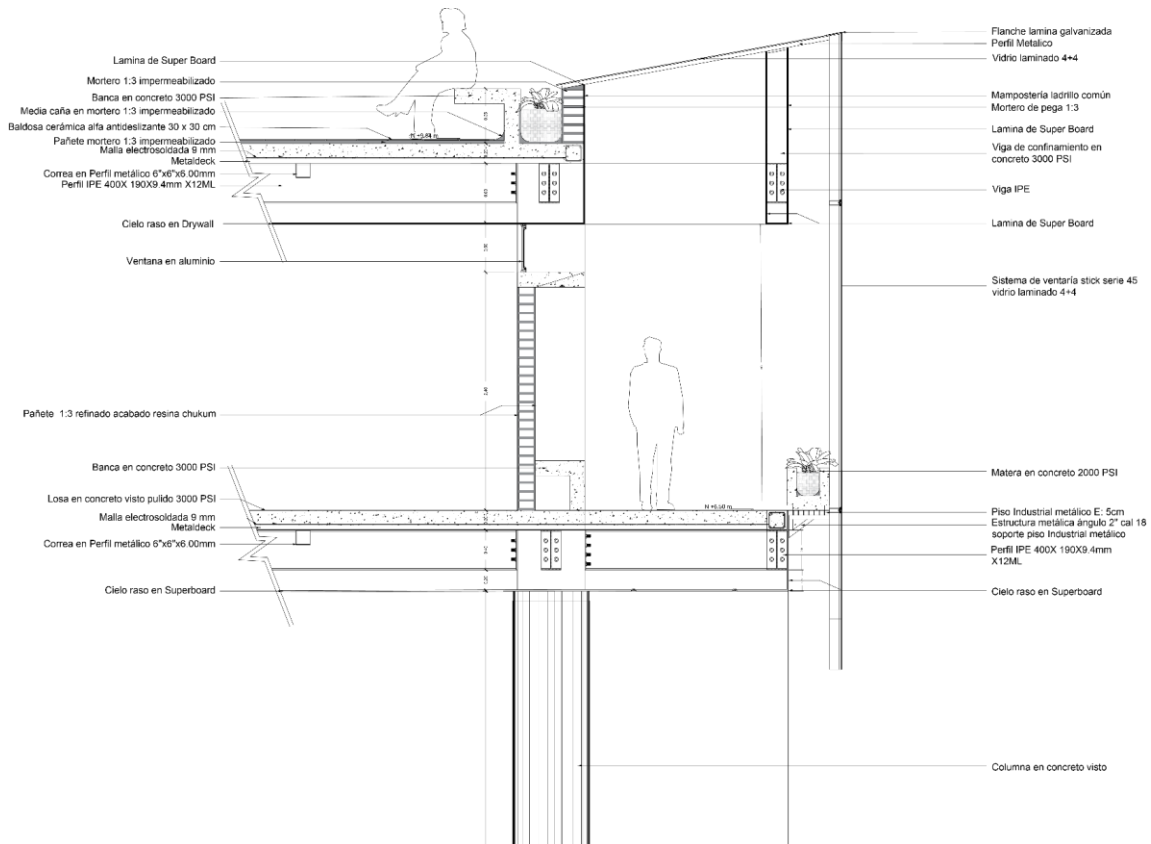 Lamina de Super Board
Mortero 1:3 impermeabilizado
Banca en concreto 3000 PSI
Media caña en mortero 1:3 impermeabilizado
Baldosa cerámica alfa antideslizante 30 x 30 cm
Pañete mortero 1:3 impermeabilizado
Malla electrosoldada 9 mm
Metaldeck
Correa en Perfil metálico 6"x6"x6.00mm
Perfil IPE 400X 190X9.4mm X12ML
Cielo raso en Drywall
Ventana en aluminio
Pañete 1:3 refinado acabado resina chukum
Banca en concreto 3000 PSI
Losa en concreto visto pulido 3000 PSI
Malla electrosoldada 9 mm
Metaldeck
Correa en Perfil metálico 6"x6"x6.00mm
Cielo raso en Superboard
Flanche lamina galvanizada
Perfil Metalico
Vidrio laminado 4+4
Mampostería ladrillo común
Mortero de pega 1:3
Lamina de Super Board
Viga de confinamiento en
concreto 3000 PSI
Viga IPE
Lamina de Super Board
Sistema de ventaría stick serie 45
vidrio laminado 4+4
Matera en concreto 2000 PSI
Piso Industrial metálico E: 5cm
Estructura metálica ángulo 2" cal 18
soporte piso Industrial metálico
Perfil IPE 400X 190X9.4mm
X12ML
Cielo raso en Superboard
Columna en concreto visto